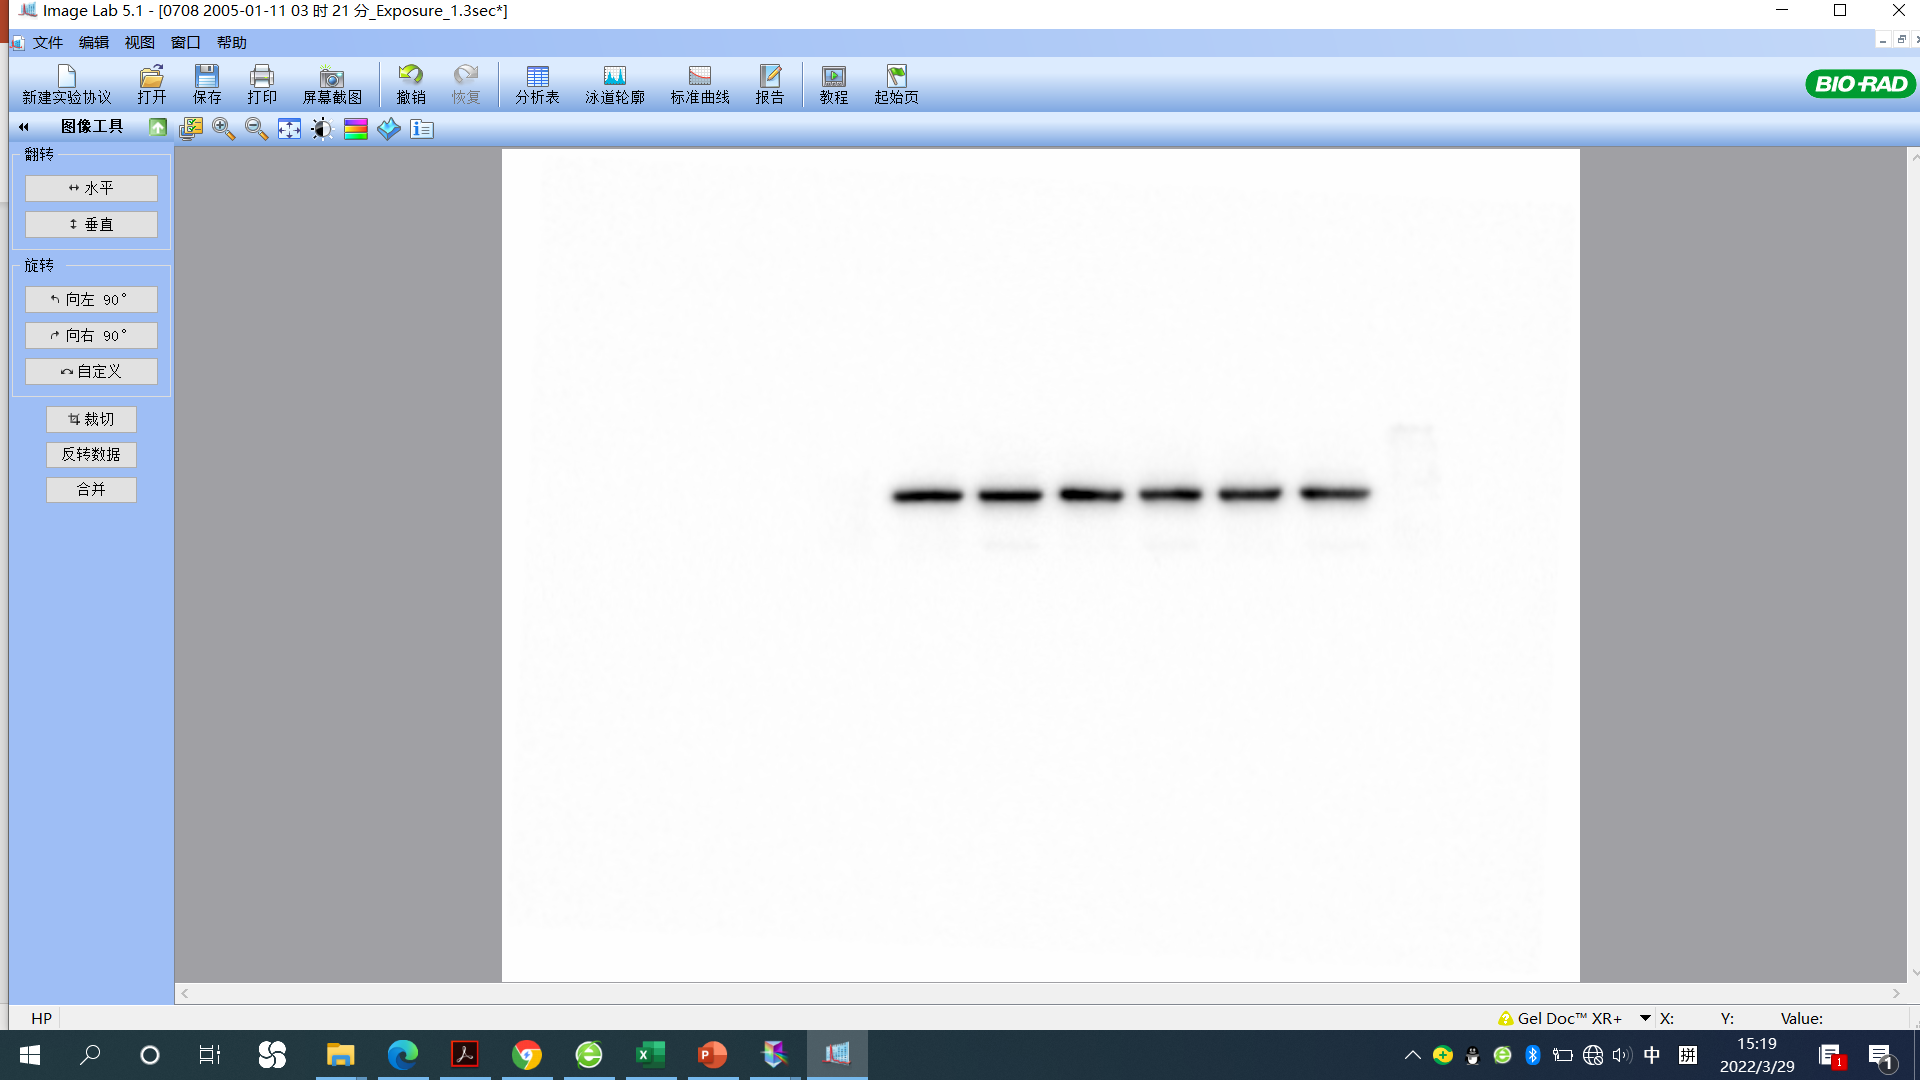 Image Lab 5.1 - [0708 2005-01-11 03 时 21 分_Exposure_1.3sec*]
文件 编辑 视图 窗口 帮助
新建实验协议 打开 保存 打印 屏幕截图 撤销 恢复 分析表 泳道轮廓 标准曲线 报告 教程 起始页
BIO-RAD
图像工具
翻转
水平
垂直
旋转
向左 90°
向右 90°
自定义
裁切
反转数据
合并
HP
Gel Doc™ XR+ X: Y: Value:
中 拼
15:19
2022/3/29
1
1